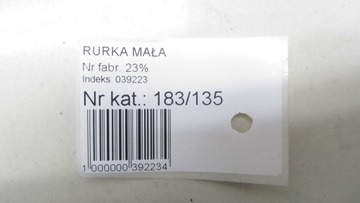 RURKA MAŁA
Nr fabr. 23%
Indeks: 039223
Nr kat.: 183/135
1 000000 392234